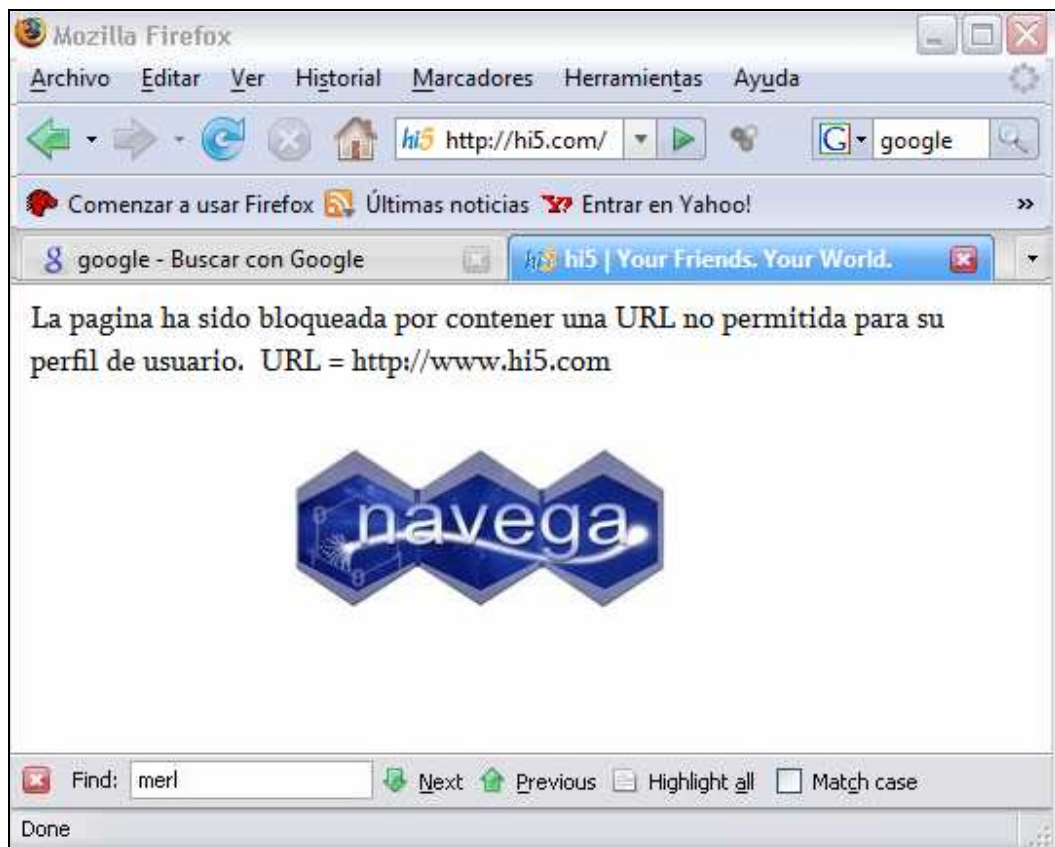 Mozilla Firefox
Archivo Editar Ver Historial Marcadores Herramientas Ayuda
hi5 http://hi5.com/ G google
Comenzar a usar Firefox Últimas noticias Y? Entrar en Yahoo! »
g google - Buscar con Google hi5 hi5 | Your Friends. Your World.
La pagina ha sido bloqueada por contener una URL no permitida para su
perfil de usuario. URL = http://www.hi5.com
navega
Find: merl Next Previous Highlight all Match case
Done